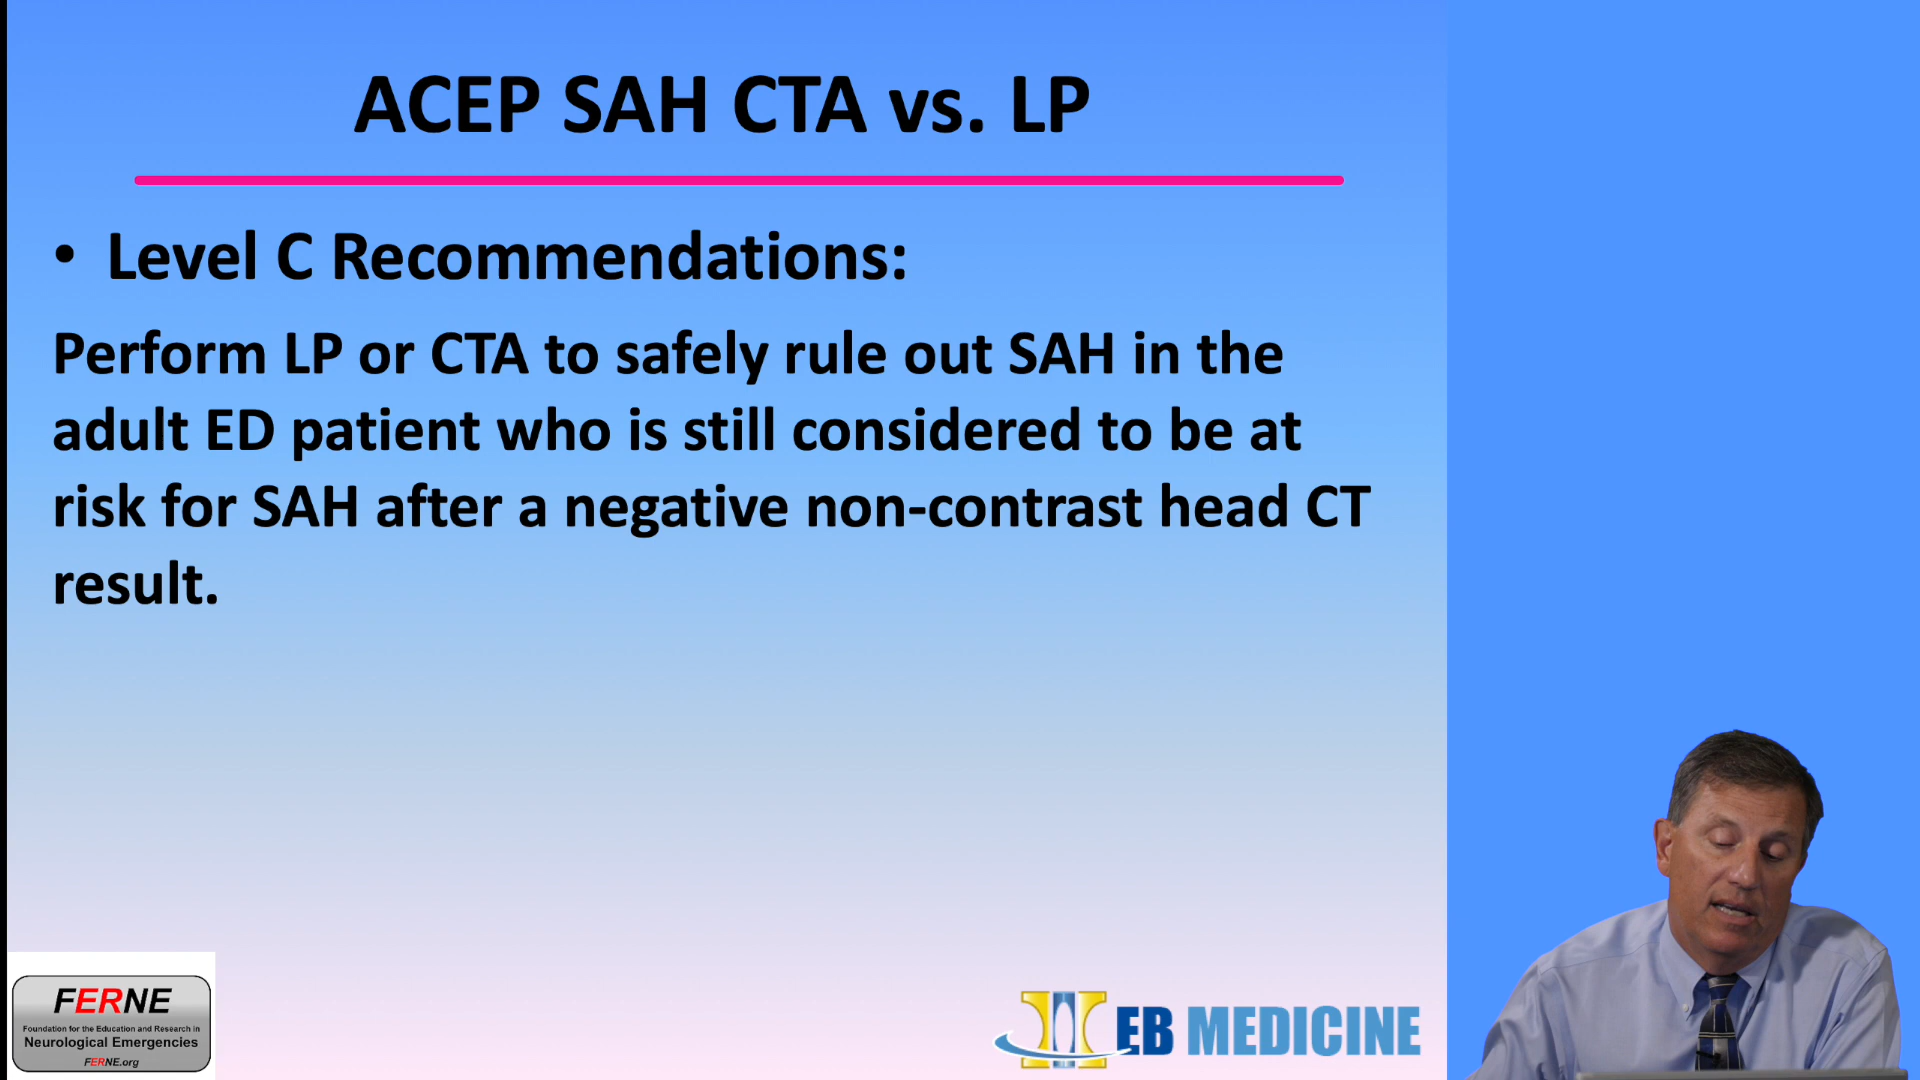 ACEP SAH CTA vs. LP
• Level C Recommendations:
Perform LP or CTA to safely rule out SAH in the
adult ED patient who is still considered to be at
risk for SAH after a negative non-contrast head CT
result.
FERNE
Foundation for the Education and Research in
Neurological Emergencies
FERNE.org
EB MEDICINE